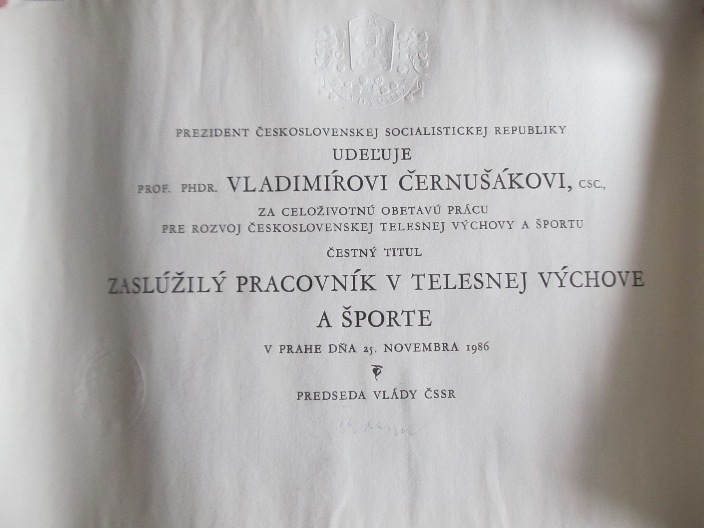 PREZIDENT ČESKOSLOVENSKEJ SOCIALISTICKEJ REPUBLIKY
UDEĽUJE
PROF. PHDR. VLADIMÍROVI ČERNUŠÁKOVI, CSC.,
ZA CELOŽIVOTNÚ OBETAVÚ PRÁCU
PRE ROZVOJ ČESKOSLOVENSKEJ TELESNEJ VÝCHOVY A ŠPORTU
ČESTNÝ TITUL
ZASLÚŽILÝ PRACOVNÍK V TELESNEJ VÝCHOVE
A ŠPORTE
V PRAHE DŇA 25. NOVEMBRA 1986
PREDSEDA VLÁDY ČSSR